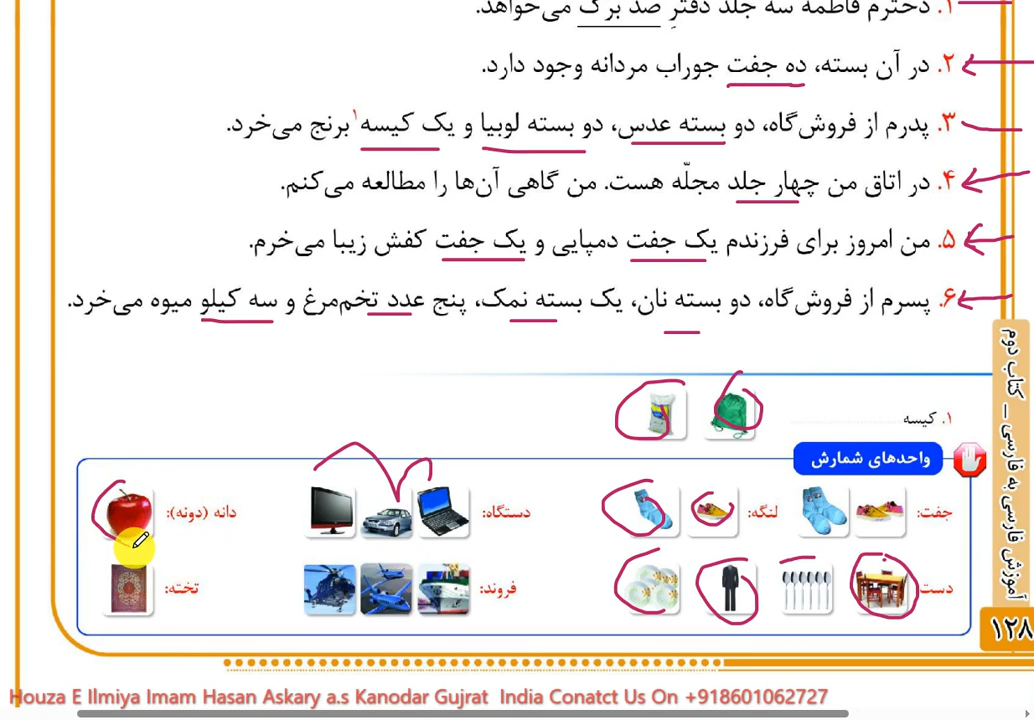 ۱. دخترم فاطمه سه جلد دفترِ صد برگ می‌خواهد.
۲. در آن بسته، ده جفت جوراب مردانه وجود دارد.
۳. پدرم از فروش‌گاه، دو بسته عدس، دو بسته لوبیا و یک کیسه۱ برنج می‌خرد.
۴. در اتاق من چهار جلد مجلّه هست. من گاهی آن‌ها را مطالعه می‌کنم.
۵. من امروز برای فرزندم یک جفت دمپایی و یک جفت کفش زیبا می‌خرم.
۶. پسرم از فروش‌گاه، دو بسته نان، یک بسته نمک، پنج عدد تخم‌مرغ و سه کیلو میوه می‌خرد.
۱. کیسه
واحدهای شمارش
جفت: لنگه: دستگاه: دانه (دونه):
دست: فروند: تخته:
آموزش فارسی به فارسی ـ کتاب دوم
۱۲۸
Houza E Ilmiya Imam Hasan Askary a.s Kanodar Gujrat India Conatct Us On +918601062727